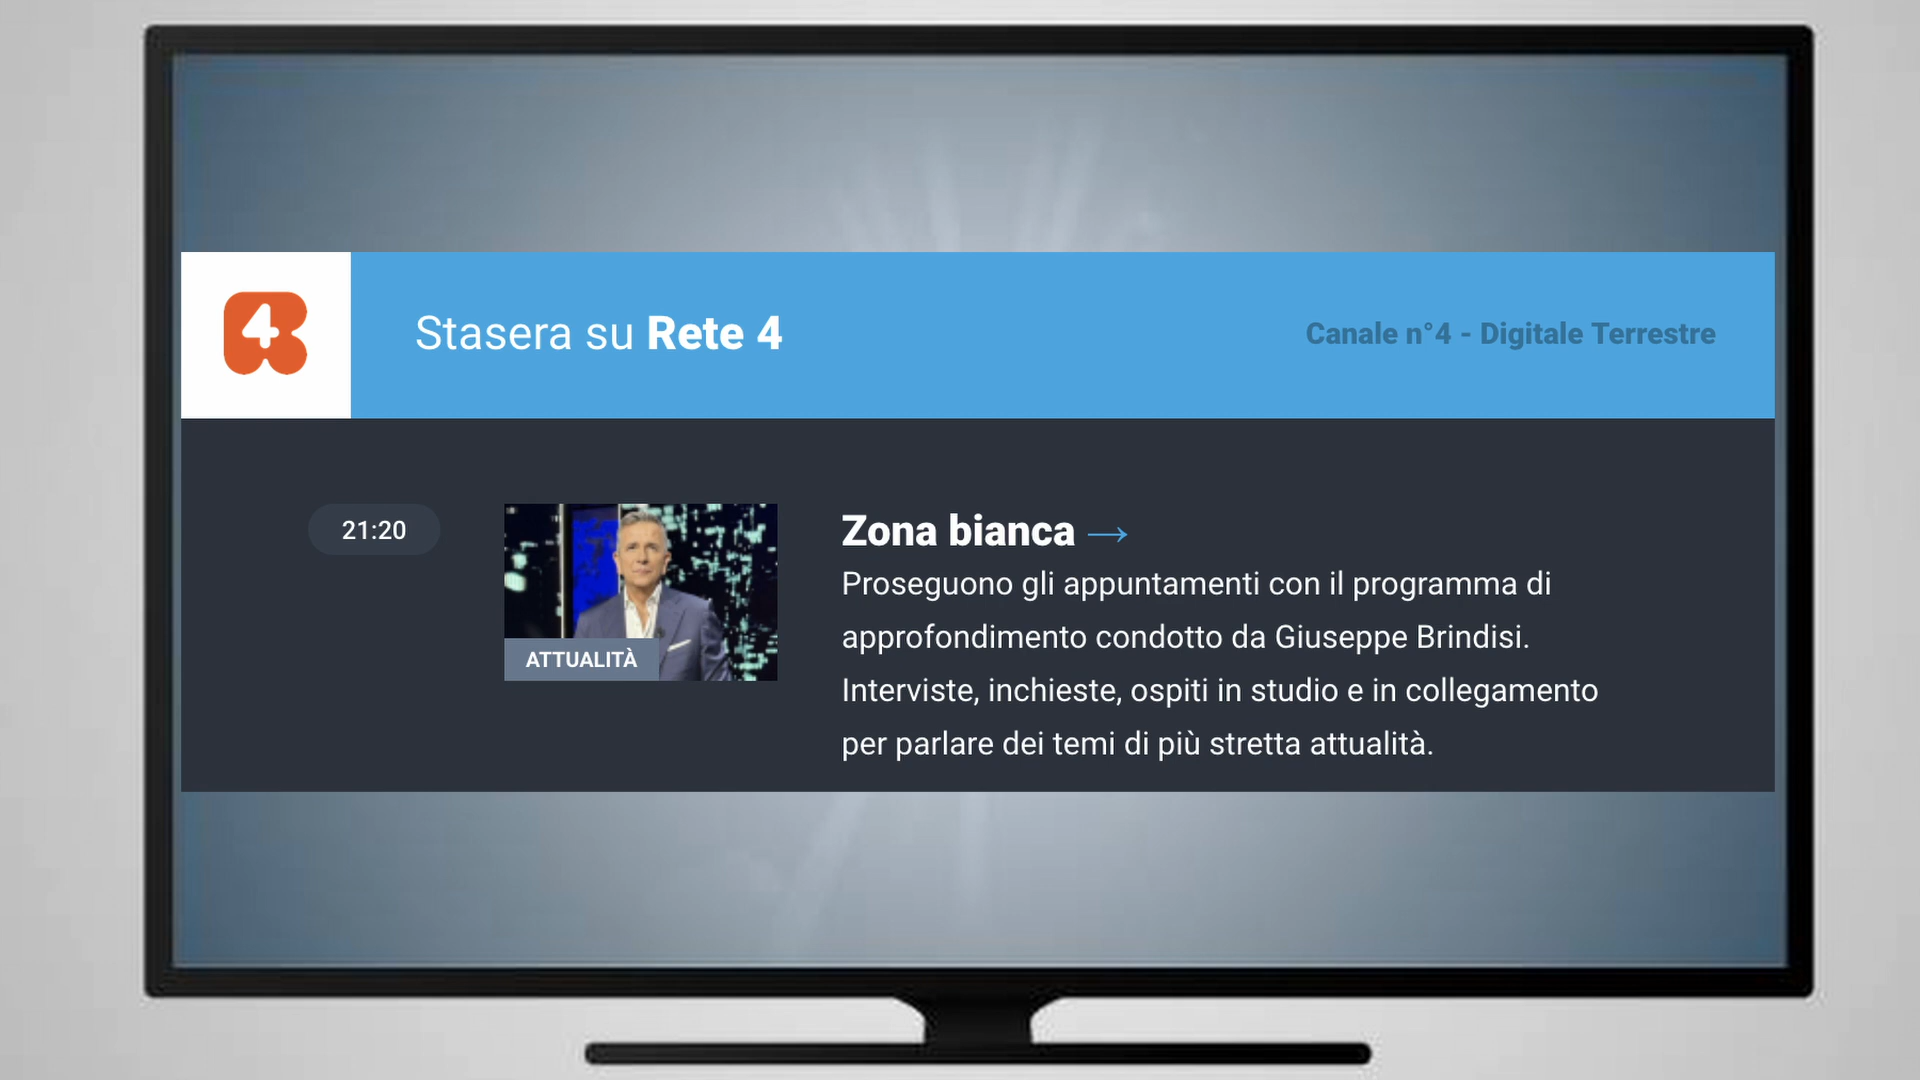 4
Stasera su Rete 4
Canale n°4 - Digitale Terrestre
21:20
ATTUALITÀ
Zona bianca →
Proseguono gli appuntamenti con il programma di
approfondimento condotto da Giuseppe Brindisi.
Interviste, inchieste, ospiti in studio e in collegamento
per parlare dei temi di più stretta attualità.